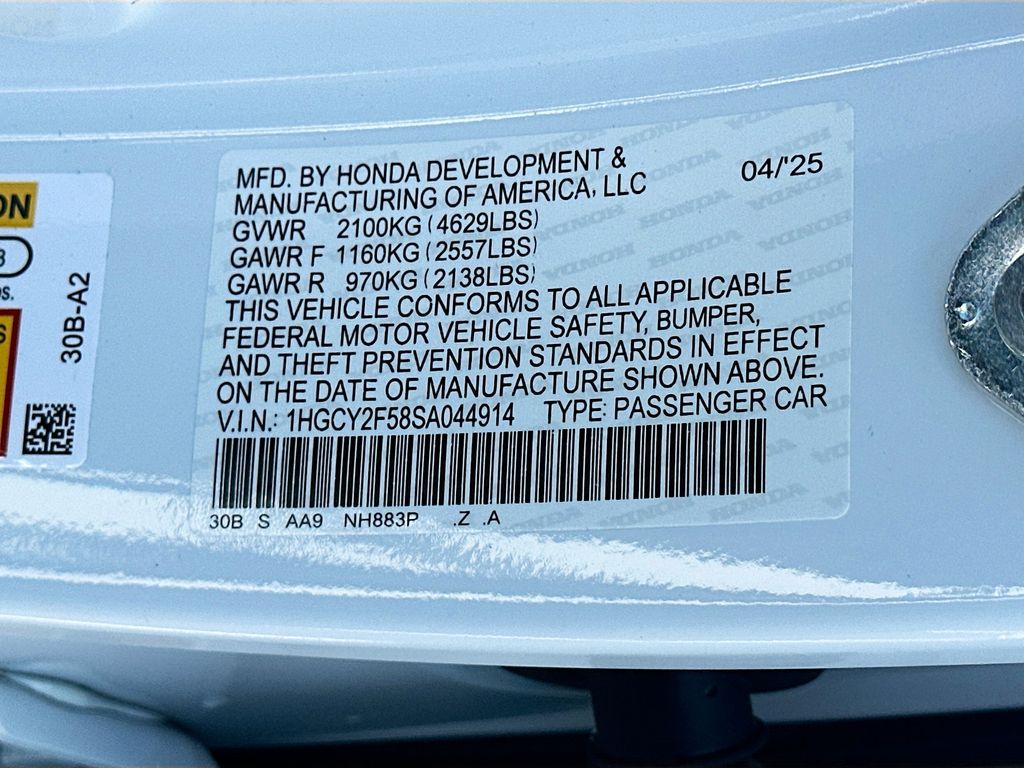 MFD. BY HONDA DEVELOPMENT &
MANUFACTURING OF AMERICA, LLC
04/'25
GVWR 2100KG (4629LBS)
GAWR F 1160KG (2557LBS)
GAWR R 970KG (2138LBS)
THIS VEHICLE CONFORMS TO ALL APPLICABLE
FEDERAL MOTOR VEHICLE SAFETY, BUMPER,
AND THEFT PREVENTION STANDARDS IN EFFECT
ON THE DATE OF MANUFACTURE SHOWN ABOVE.
V.I.N.: 1HGCY2F58SA044914 TYPE: PASSENGER CAR
30B S AA9 NH883P .Z .A
30B-A2